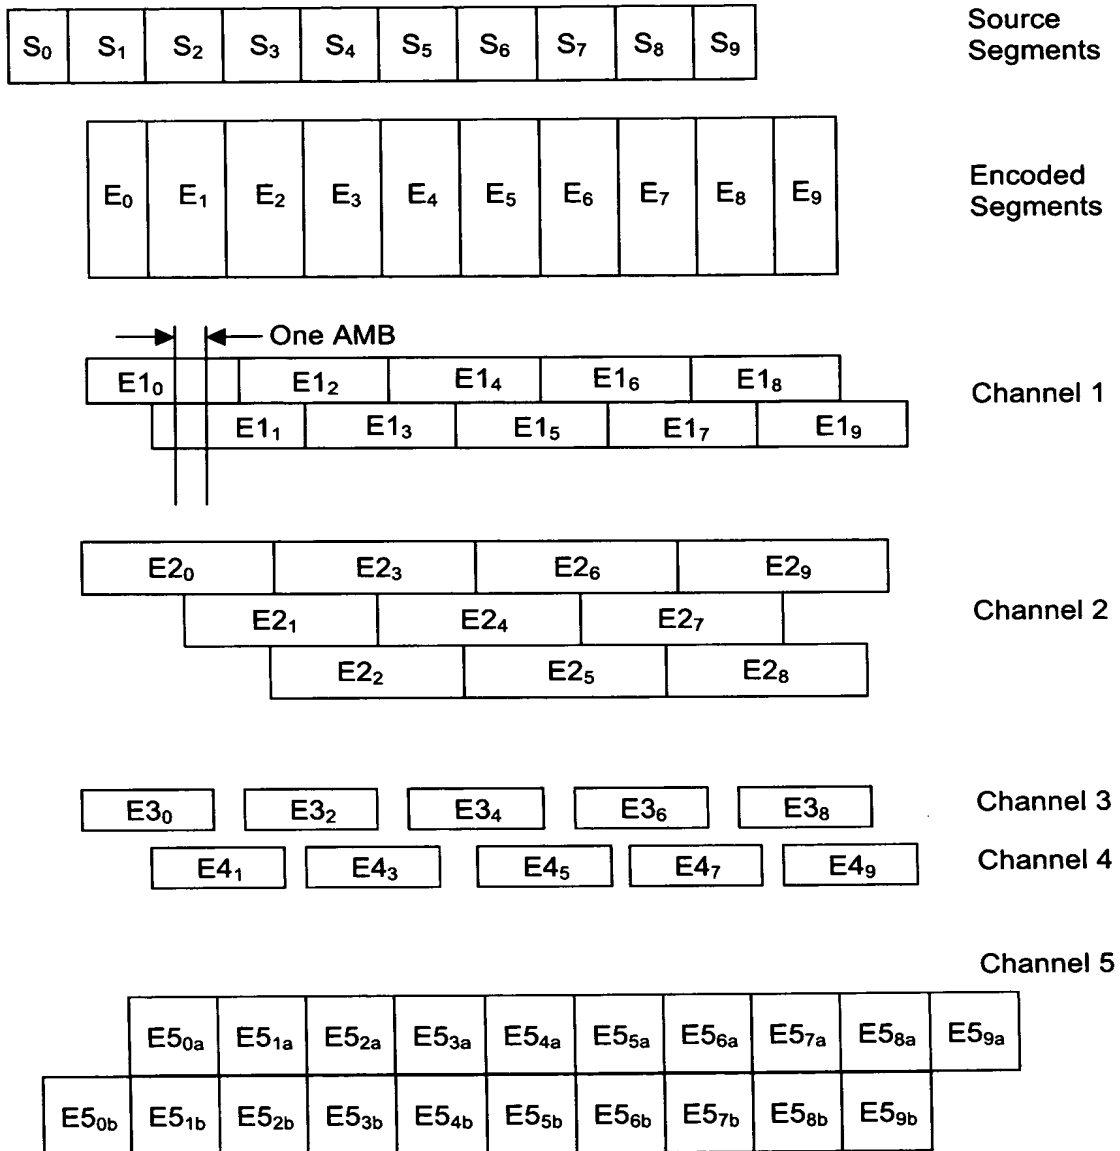 S₀ S₁ S₂ S₃ S₄ S₅ S₆ S₇ S₈ S₉
Source
Segments
E₀ E₁ E₂ E₃ E₄ E₅ E₆ E₇ E₈ E₉
Encoded
Segments
One AMB
E1₀ E1₂ E1₄ E1₆ E1₈
Channel 1
E1₁ E1₃ E1₅ E1₇ E1₉
E2₀ E2₃ E2₆ E2₉
Channel 2
E2₁ E2₄ E2₇
E2₂ E2₅ E2₈
E3₀ E3₂ E3₄ E3₆ E3₈
Channel 3
E4₁ E4₃ E4₅ E4₇ E4₉
Channel 4
Channel 5
E5₀ₐ E5₁ₐ E5₂ₐ E5₃ₐ E5₄ₐ E5₅ₐ E5₆ₐ E5₇ₐ E5₈ₐ E5₉ₐ
E5₀b E5₁b E5₂b E5₃b E5₄b E5₅b E5₆b E5₇b E5₈b E5₉b